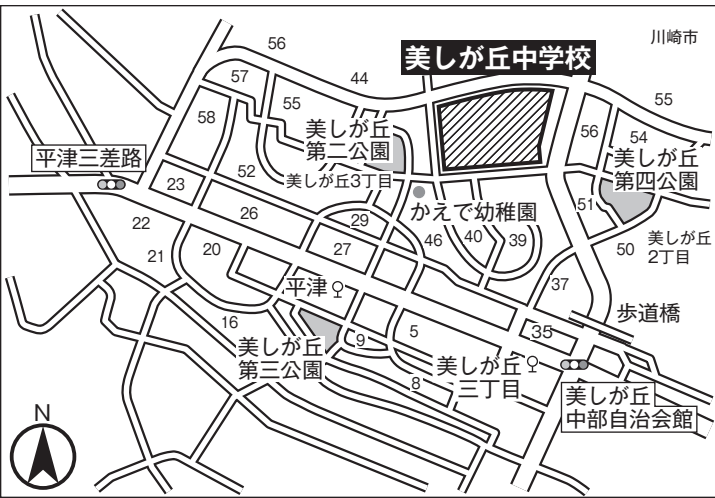 川崎市
56
美しが丘中学校
57
44
55
55
58
美しが丘
第二公園
56
54
美しが丘
第四公園
平津三差路
52
美しが丘3丁目
23
かえで幼稚園
51
26
29
22
46
40
39
50
美しが丘
2丁目
21
20
27
37
平津
歩道橋
16
5
35
9
美しが丘
第三公園
美しが丘
三丁目
8
美しが丘
中部自治会館
N